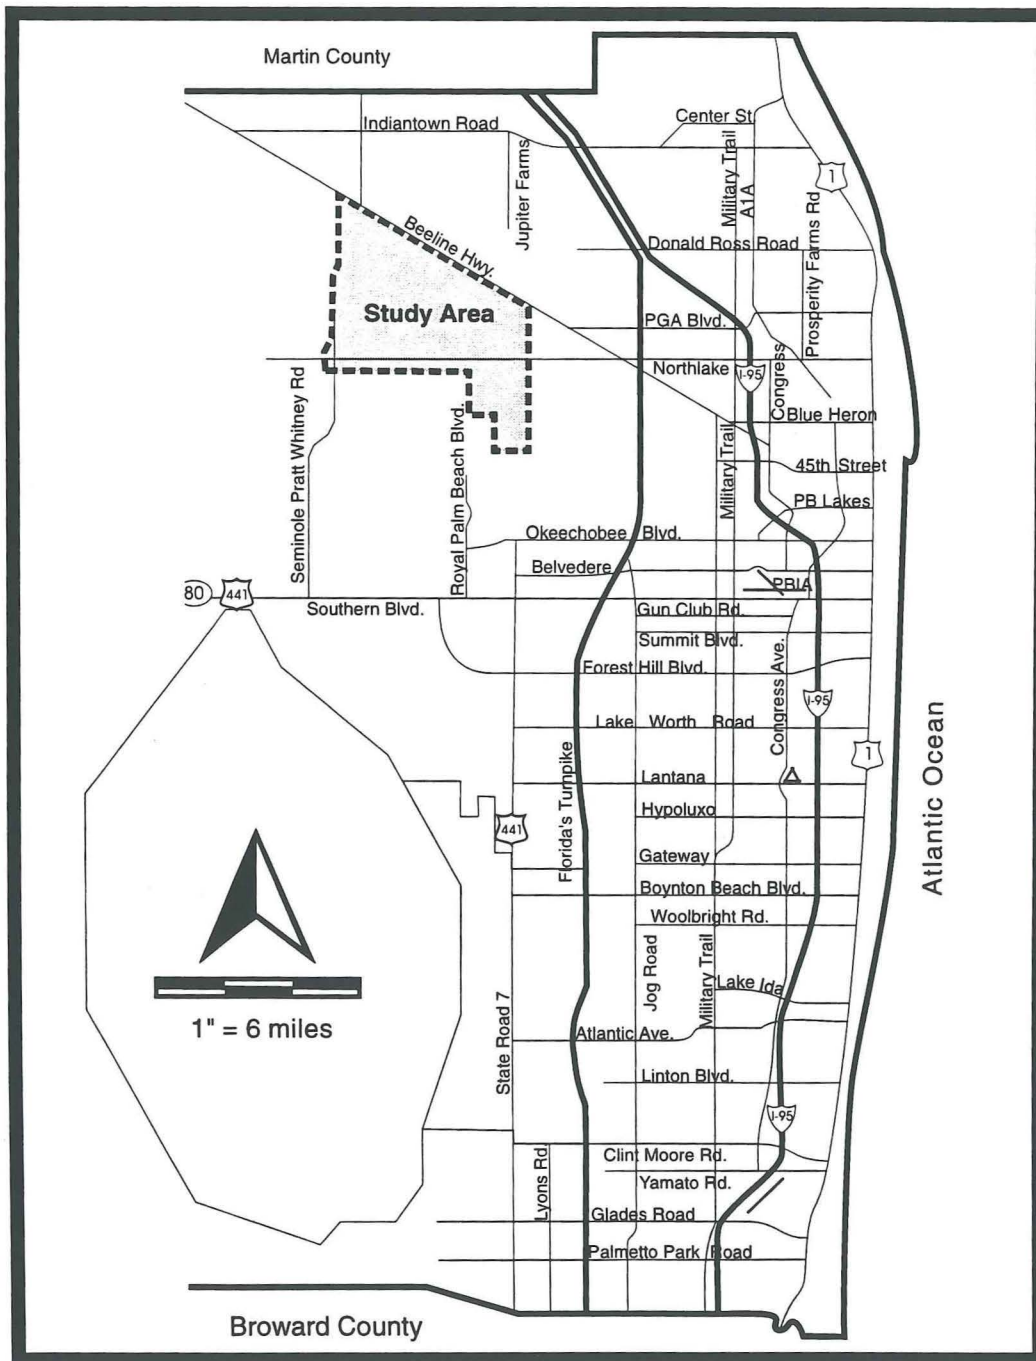 Martin County
Indiantown Road
Center St.
Jupiter Farms
Military Trail
A1A
1
Prosperity Farms Rd
Beeline Hwy.
Donald Ross Road
Study Area
PGA Blvd.
Northlake
I-95
Congress
Blue Heron
Seminole Pratt Whitney Rd
Royal Palm Beach Blvd.
Military Trail
45th Street
PB Lakes
Okeechobee Blvd.
Belvedere
PBIA
80
441
Southern Blvd.
Gun Club Rd.
Summit Blvd.
Forest Hill Blvd.
Congress Ave.
I-95
Lake Worth Road
1
Atlantic Ocean
Florida's Turnpike
Lantana
Hypoluxo
441
Gateway
Boynton Beach Blvd.
Woolbright Rd.
Jog Road
Military Trail
Lake Ida
1" = 6 miles
State Road 7
Atlantic Ave.
Linton Blvd.
I-95
Lyons Rd.
Clint Moore Rd.
Yamato Rd.
Glades Road
Palmetto Park Road
Broward County